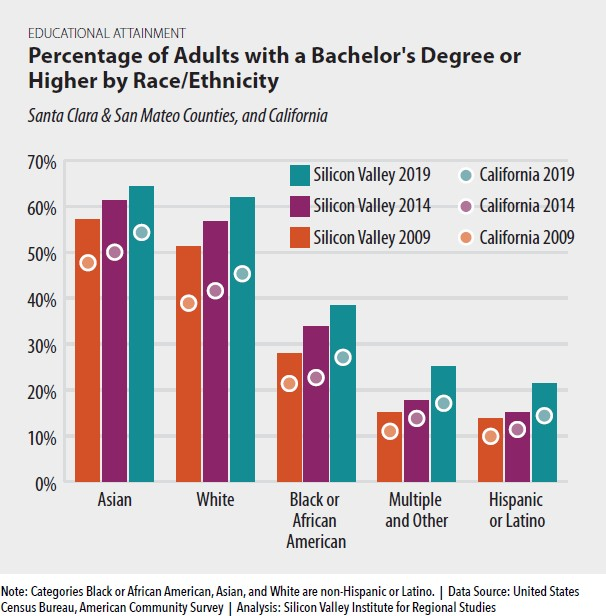 EDUCATIONAL ATTAINMENT
Percentage of Adults with a Bachelor's Degree or
Higher by Race/Ethnicity
Santa Clara & San Mateo Counties, and California
70%
60%
50%
40%
30%
20%
10%
0%
Silicon Valley 2019
California 2019
Silicon Valley 2014
California 2014
Silicon Valley 2009
California 2009
Asian
White
Black or
African
American
Multiple
and Other
Hispanic
or Latino
Note: Categories Black or African American, Asian, and White are non-Hispanic or Latino. | Data Source: United States
Census Bureau, American Community Survey | Analysis: Silicon Valley Institute for Regional Studies